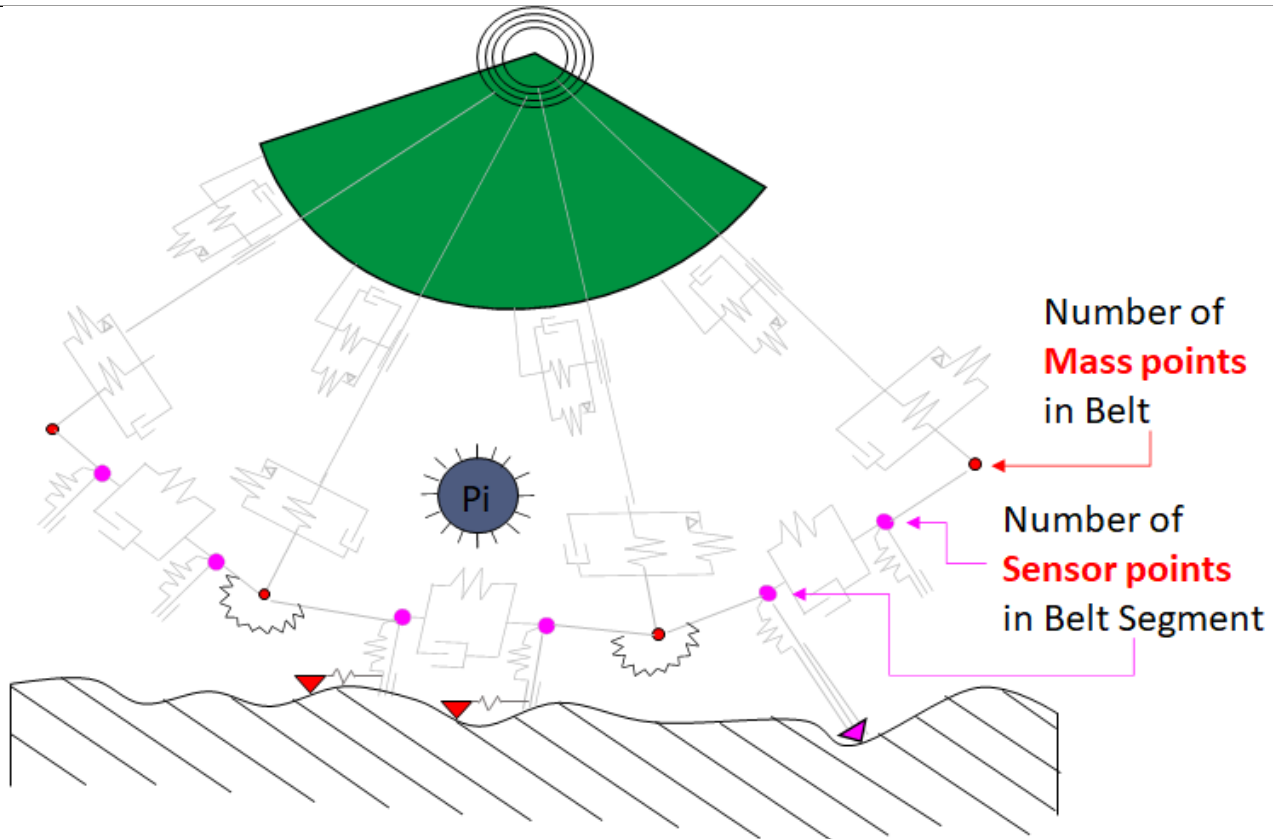 Number of
Mass points
in Belt
Pi
Number of
Sensor points
in Belt Segment